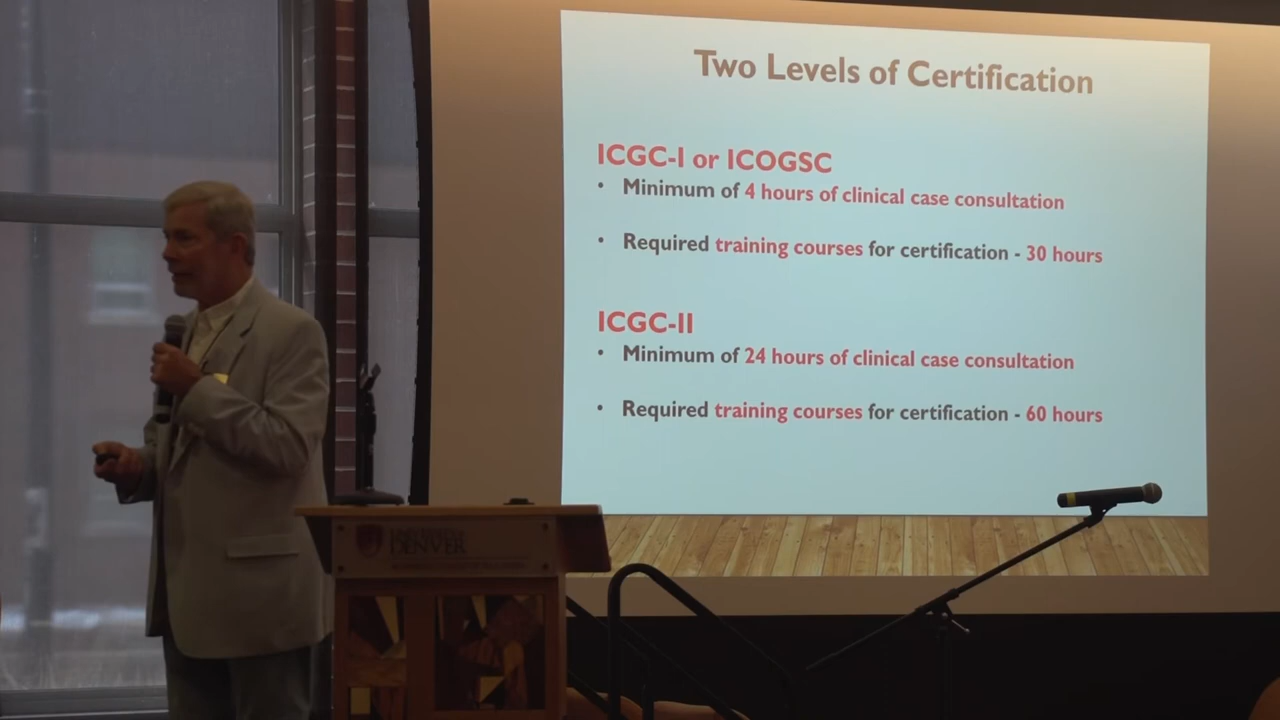 Two Levels of Certification
ICGC-I or ICOGSC
• Minimum of 4 hours of clinical case consultation
• Required training courses for certification - 30 hours
ICGC-II
• Minimum of 24 hours of clinical case consultation
• Required training courses for certification - 60 hours
UNIVERSITY
DENVER